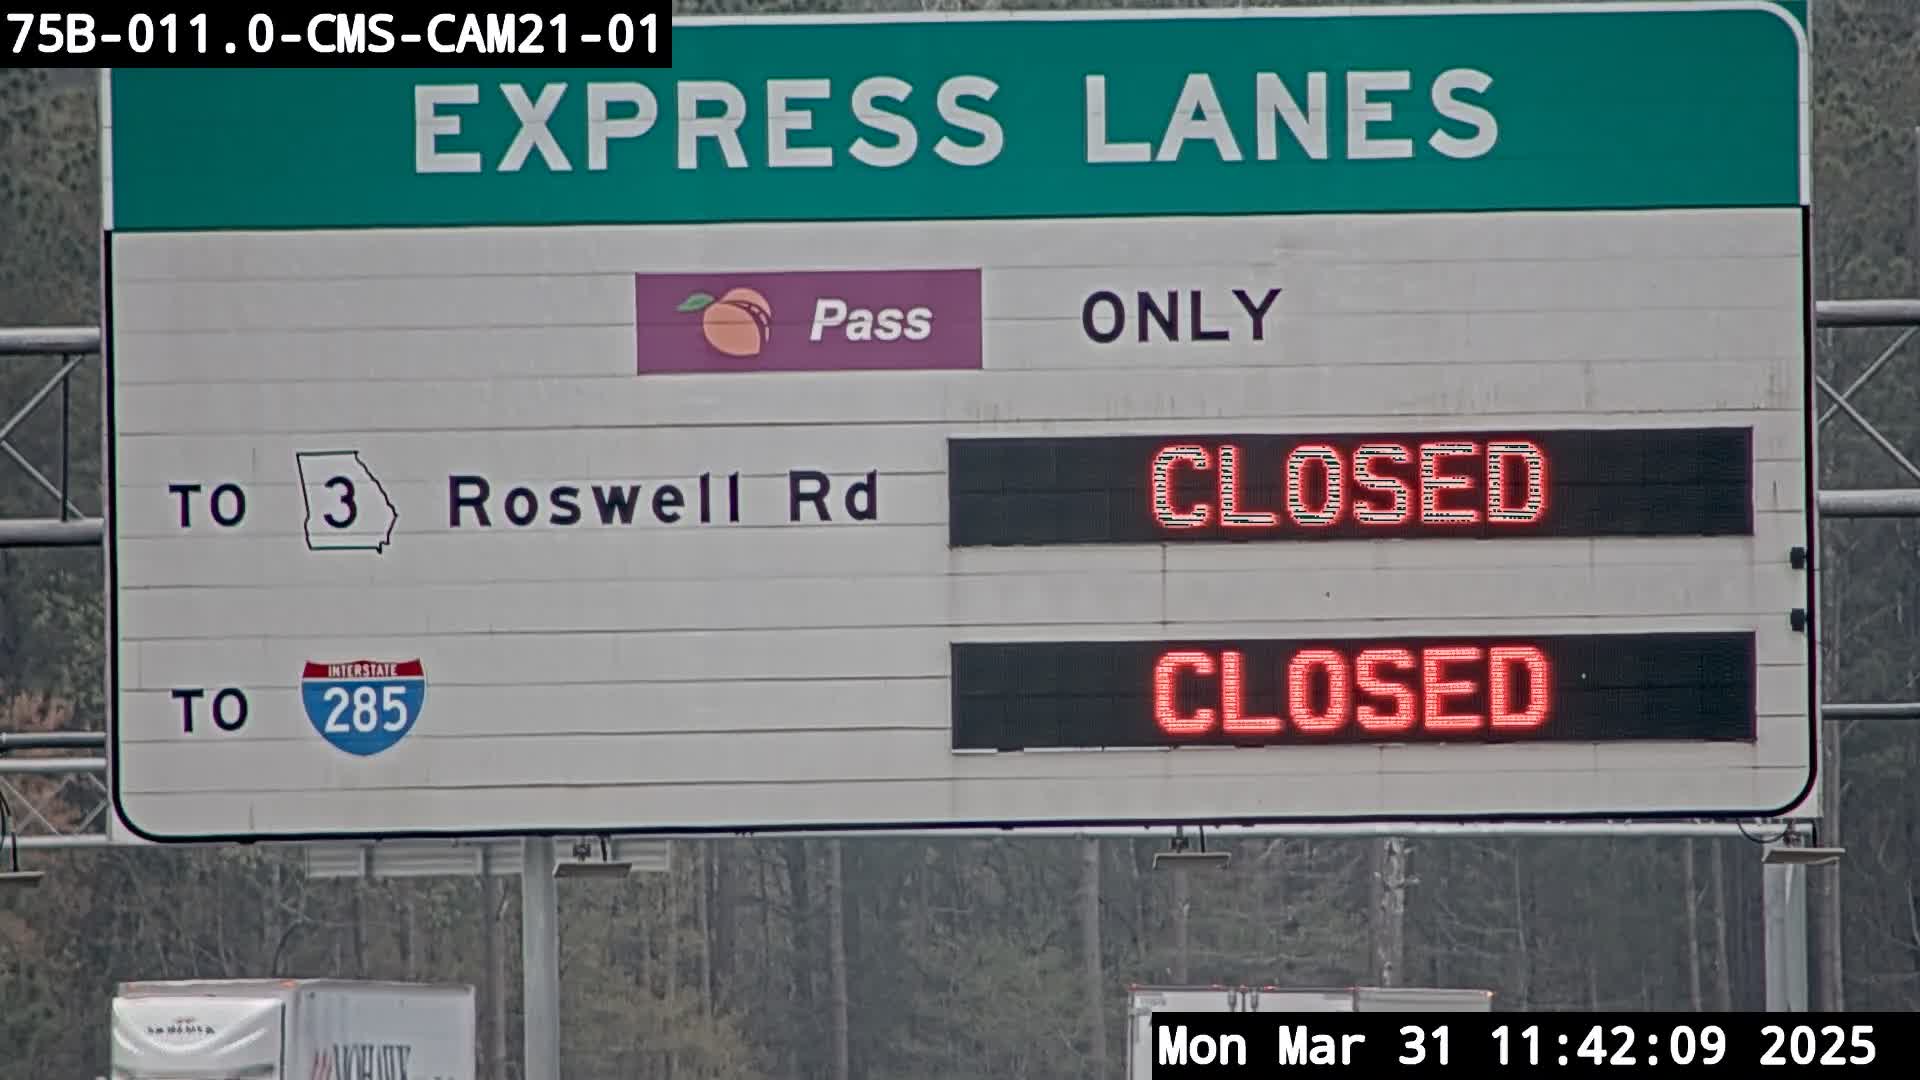 75B-011.0-CMS-CAM21-01
EXPRESS LANES
Pass ONLY
TO 3 Roswell Rd CLOSED
INTERSTATE
TO 285 CLOSED
Mon Mar 31 11:42:09 2025